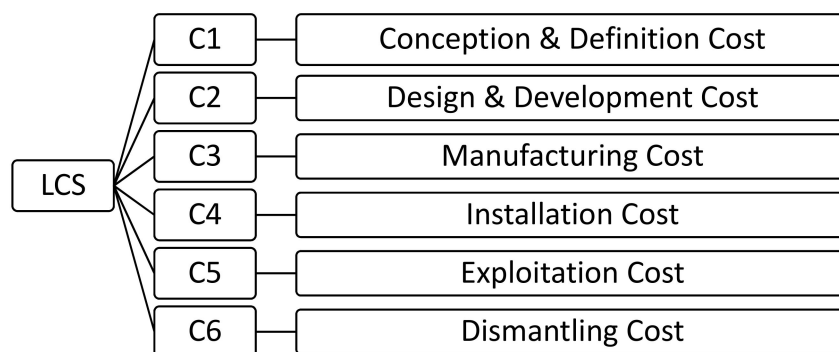 C1 Conception & Definition Cost
C2 Design & Development Cost
C3 Manufacturing Cost
LCS
C4 Installation Cost
C5 Exploitation Cost
C6 Dismantling Cost